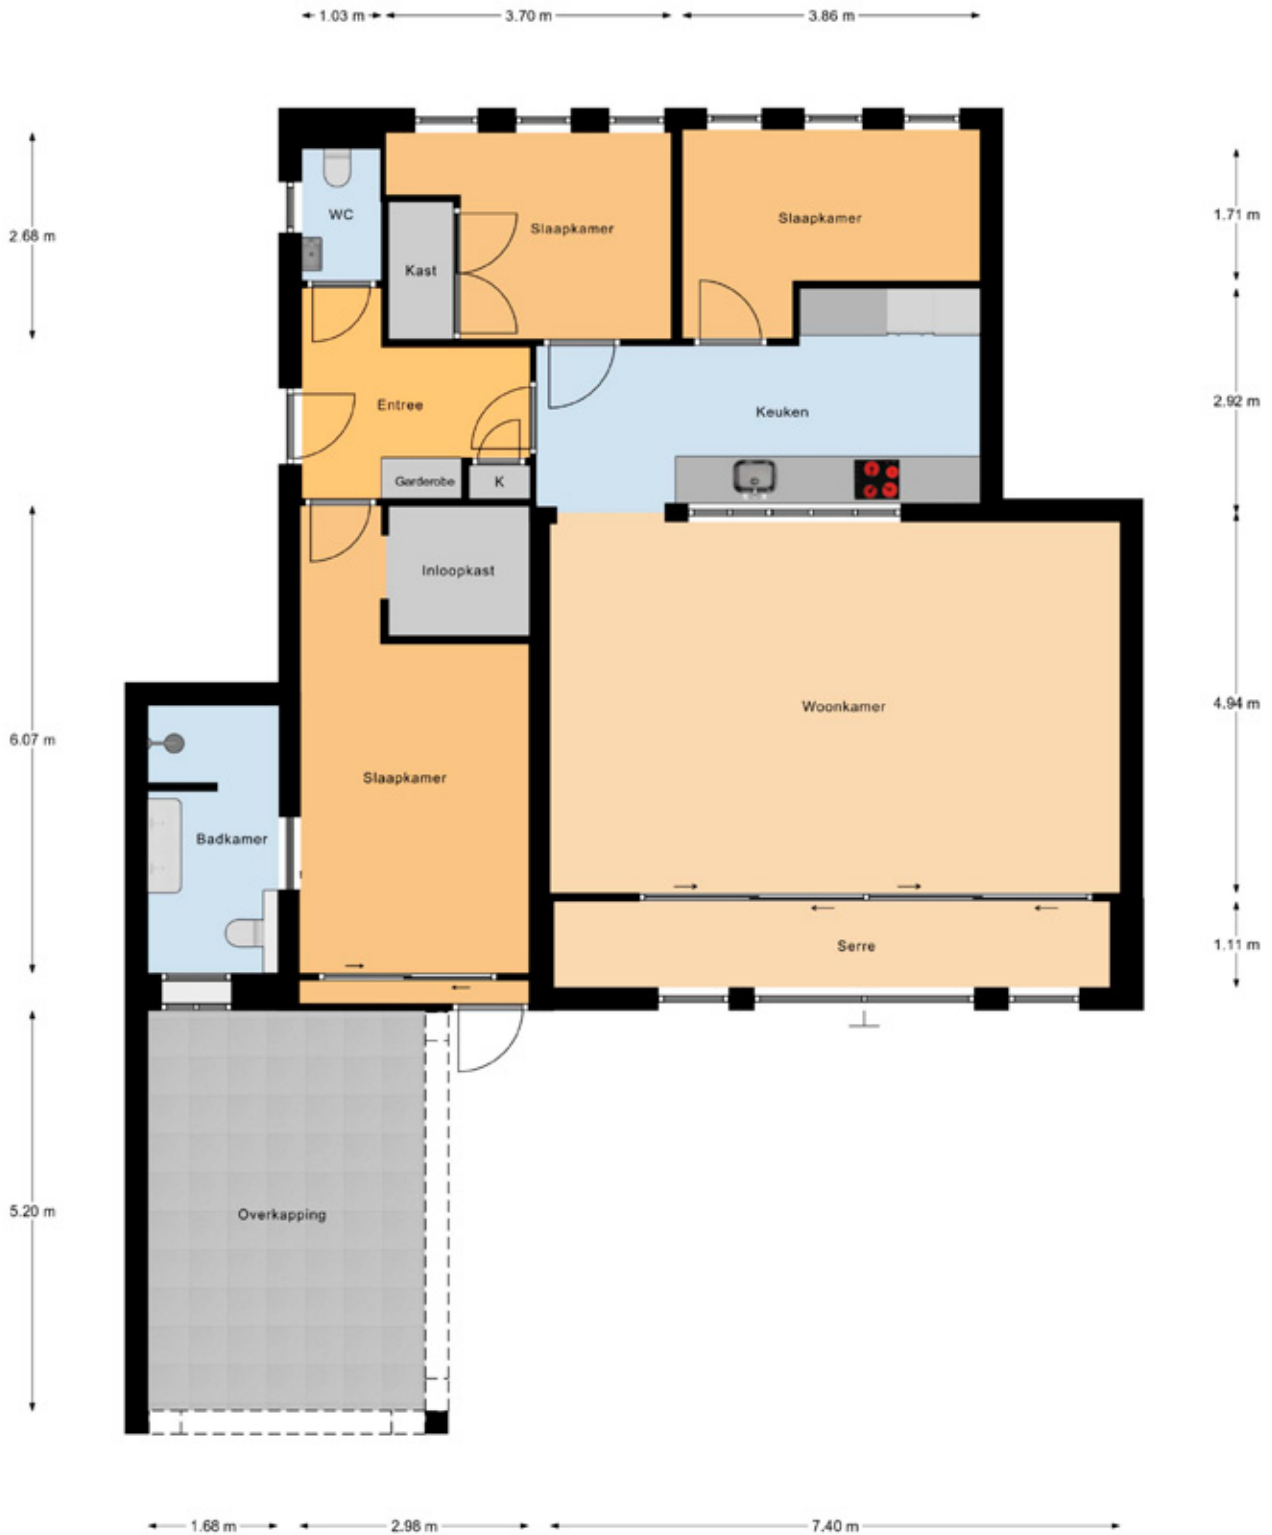 1.03 m
3.70 m
3.86 m
WC
Slaapkamer
Slaapkamer
2.68 m
1.71 m
Kast
Entree
Keuken
2.92 m
Garderobe
K
Inloopkast
Woonkamer
4.94 m
6.07 m
Slaapkamer
Badkamer
Serre
1.11 m
5.20 m
Overkapping
1.68 m
2.98 m
7.40 m